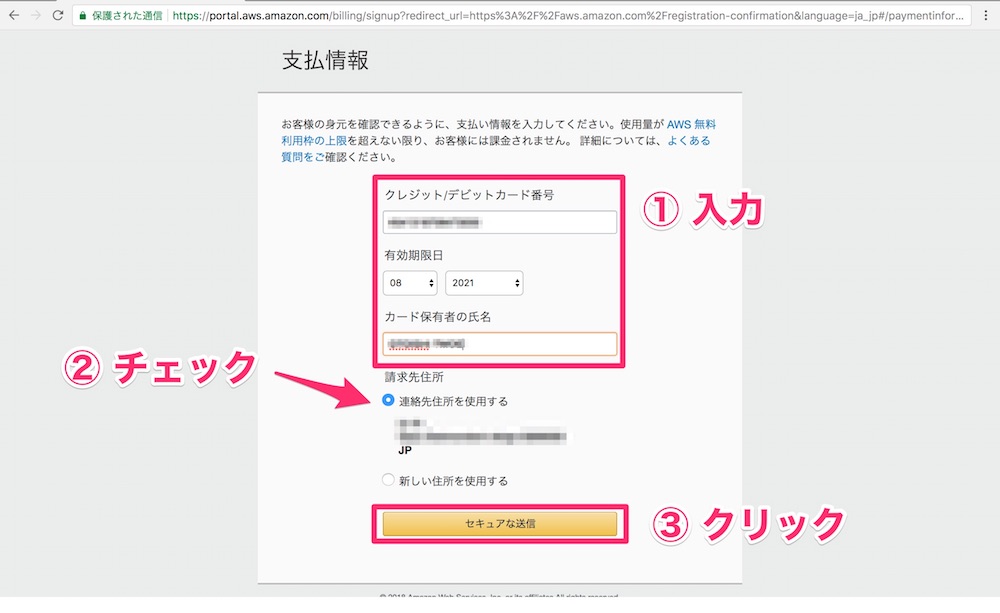 保護された通信
https://portal.aws.amazon.com/billing/signup?redirect_url=https%3A%2F%2Faws.amazon.com%2Fregistration-confirmation&language=ja_jp#/paymentinfor...
支払情報
お客様の身元を確認できるように、支払い情報を入力してください。使用量が AWS 無料
利用枠の上限を超えない限り、お客様には課金されません。 詳細については、よくある
質問をご確認ください。
クレジット/デビットカード番号
① 入力
有効期限日
08 2021
カード保有者の氏名
② チェック
請求先住所
連絡先住所を使用する
JP
新しい住所を使用する
セキュアな送信
③ クリック
© 2018 Amazon Web Services, Inc. or its affiliates All rights reserved